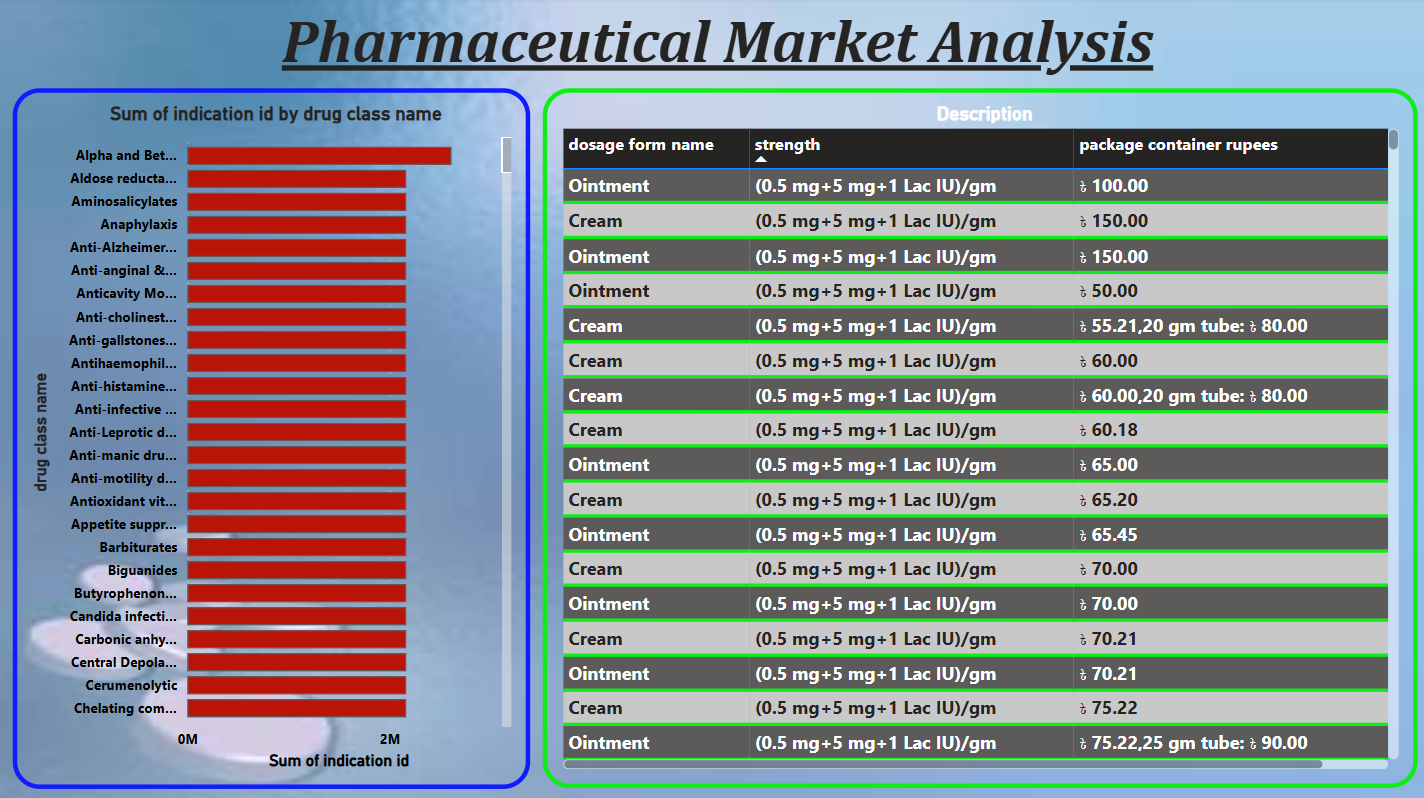 Pharmaceutical Market Analysis
Sum of indication id by drug class name
drug class name
Alpha and Bet...
Aldose reducta...
Aminosalicylates
Anaphylaxis
Anti-Alzheimer...
Anti-anginal &...
Anticavity Mo...
Anti-cholinest...
Anti-gallstones...
Antihaemophil...
Anti-histamine...
Anti-infective ...
Anti-Leprotic d...
Anti-manic dru...
Anti-motility d...
Antioxidant vit...
Appetite suppr...
Barbiturates
Biguanides
Butyrophenon...
Candida infecti...
Carbonic anhy...
Central Depola...
Cerumenolytic
Chelating com...
0M 2M
Sum of indication id
Description
dosage form name strength package container rupees
Ointment (0.5 mg+5 mg+1 Lac IU)/gm ৳ 100.00
Cream (0.5 mg+5 mg+1 Lac IU)/gm ৳ 150.00
Ointment (0.5 mg+5 mg+1 Lac IU)/gm ৳ 150.00
Ointment (0.5 mg+5 mg+1 Lac IU)/gm ৳ 50.00
Cream (0.5 mg+5 mg+1 Lac IU)/gm ৳ 55.21,20 gm tube: ৳ 80.00
Cream (0.5 mg+5 mg+1 Lac IU)/gm ৳ 60.00
Cream (0.5 mg+5 mg+1 Lac IU)/gm ৳ 60.00,20 gm tube: ৳ 80.00
Cream (0.5 mg+5 mg+1 Lac IU)/gm ৳ 60.18
Ointment (0.5 mg+5 mg+1 Lac IU)/gm ৳ 65.00
Cream (0.5 mg+5 mg+1 Lac IU)/gm ৳ 65.20
Ointment (0.5 mg+5 mg+1 Lac IU)/gm ৳ 65.45
Cream (0.5 mg+5 mg+1 Lac IU)/gm ৳ 70.00
Ointment (0.5 mg+5 mg+1 Lac IU)/gm ৳ 70.00
Cream (0.5 mg+5 mg+1 Lac IU)/gm ৳ 70.21
Ointment (0.5 mg+5 mg+1 Lac IU)/gm ৳ 70.21
Cream (0.5 mg+5 mg+1 Lac IU)/gm ৳ 75.22
Ointment (0.5 mg+5 mg+1 Lac IU)/gm ৳ 75.22,25 gm tube: ৳ 90.00